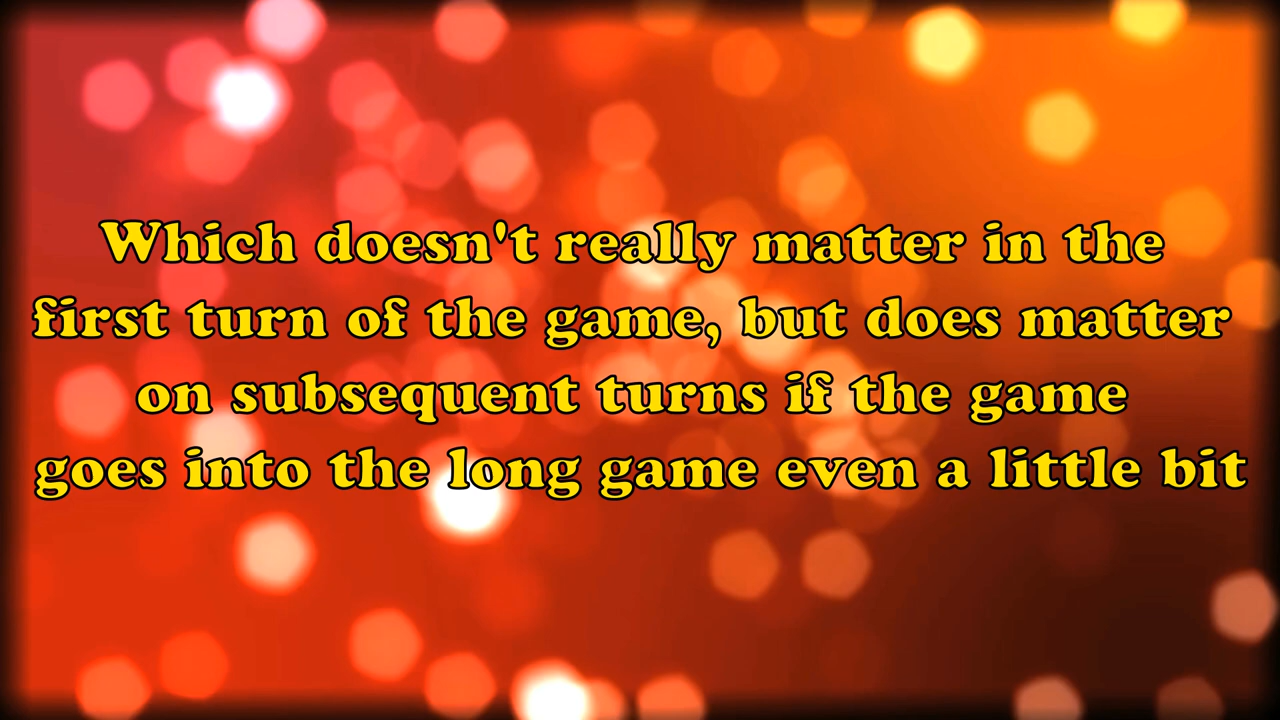 Which doesn't really matter in the
first turn of the game, but does matter
on subsequent turns if the game
goes into the long game even a little bit